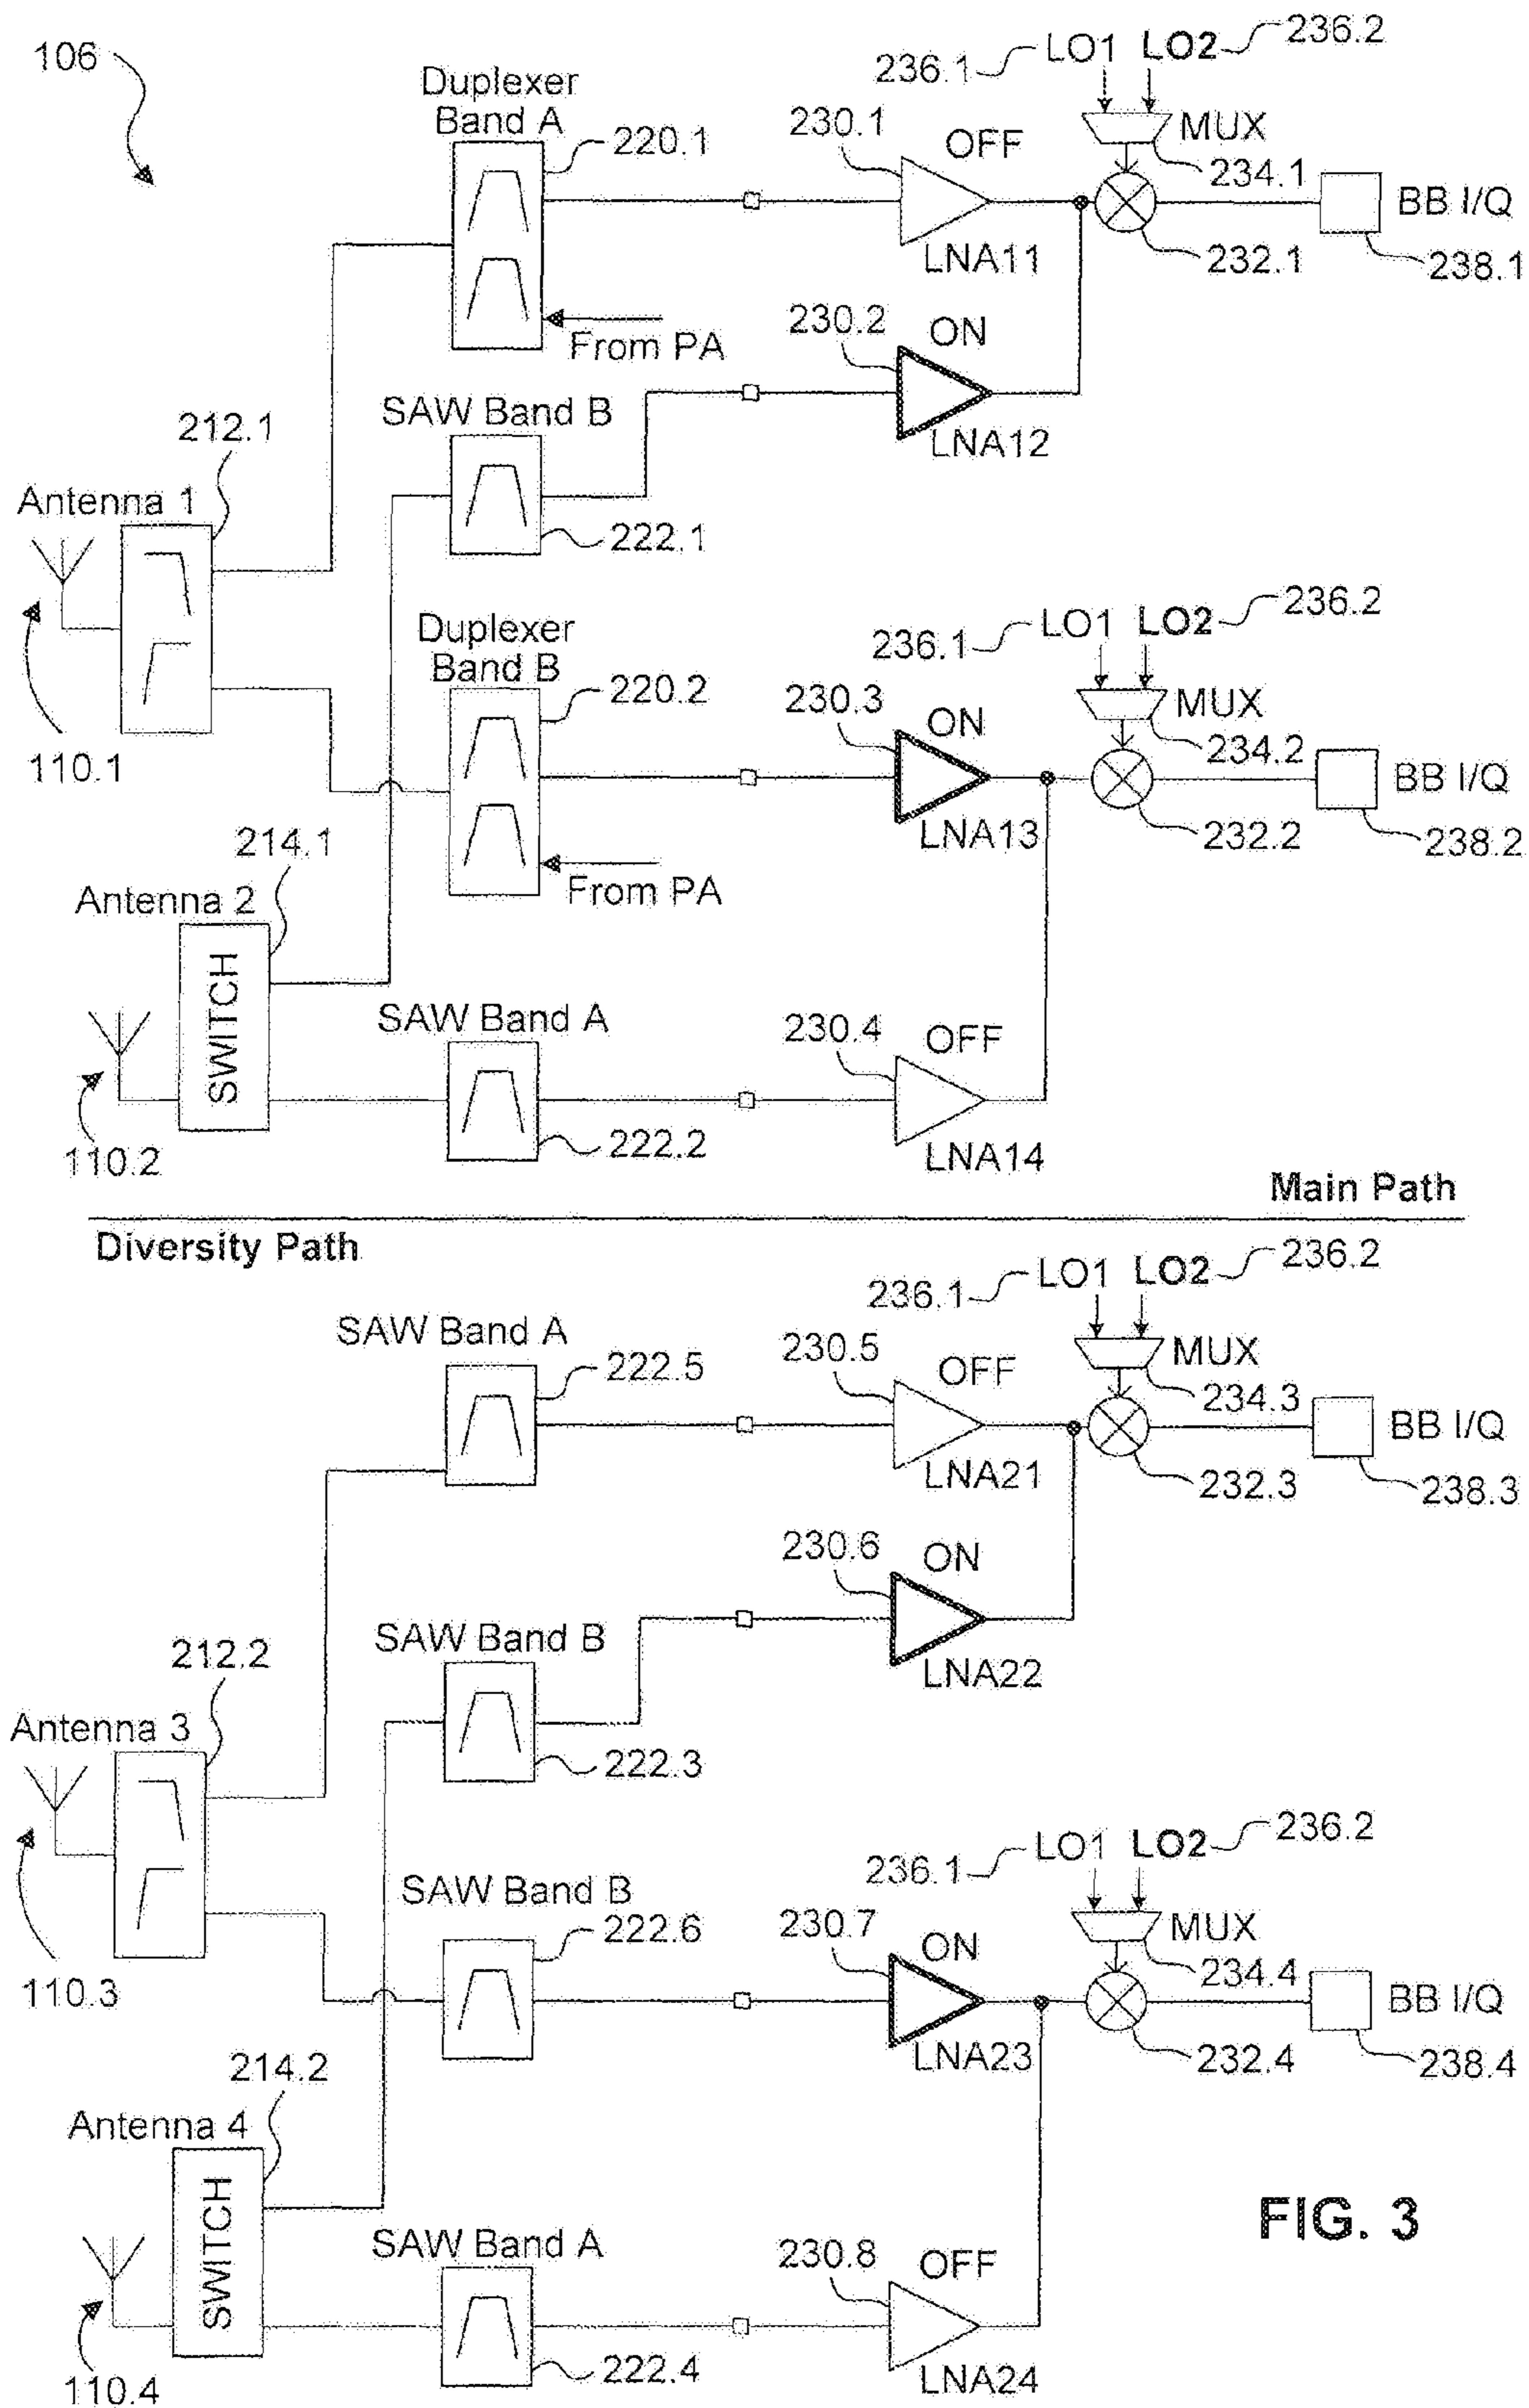 106
236.1 LO1 LO2 236.2
Duplexer
Band A
220.1
230.1
OFF
MUX
234.1
BB I/Q
LNA11
232.1
238.1
From PA
230.2
ON
LNA12
SAW Band B
222.1
212.1
Antenna 1
110.1
236.1 LO1 LO2 236.2
Duplexer
Band B
220.2
230.3
ON
MUX
234.2
BB I/Q
LNA13
232.2
238.2
From PA
214.1
Antenna 2
SWITCH
110.2
SAW Band A
222.2
230.4
OFF
LNA14
Main Path
Diversity Path
236.1 LO1 LO2 236.2
SAW Band A
222.5
230.5
OFF
MUX
234.3
BB I/Q
LNA21
232.3
238.3
230.6
ON
LNA22
SAW Band B
222.3
212.2
Antenna 3
110.3
236.1 LO1 LO2 236.2
SAW Band B
222.6
230.7
ON
MUX
234.4
BB I/Q
LNA23
232.4
238.4
214.2
Antenna 4
SWITCH
110.4
SAW Band A
222.4
230.8
OFF
LNA24
FIG. 3